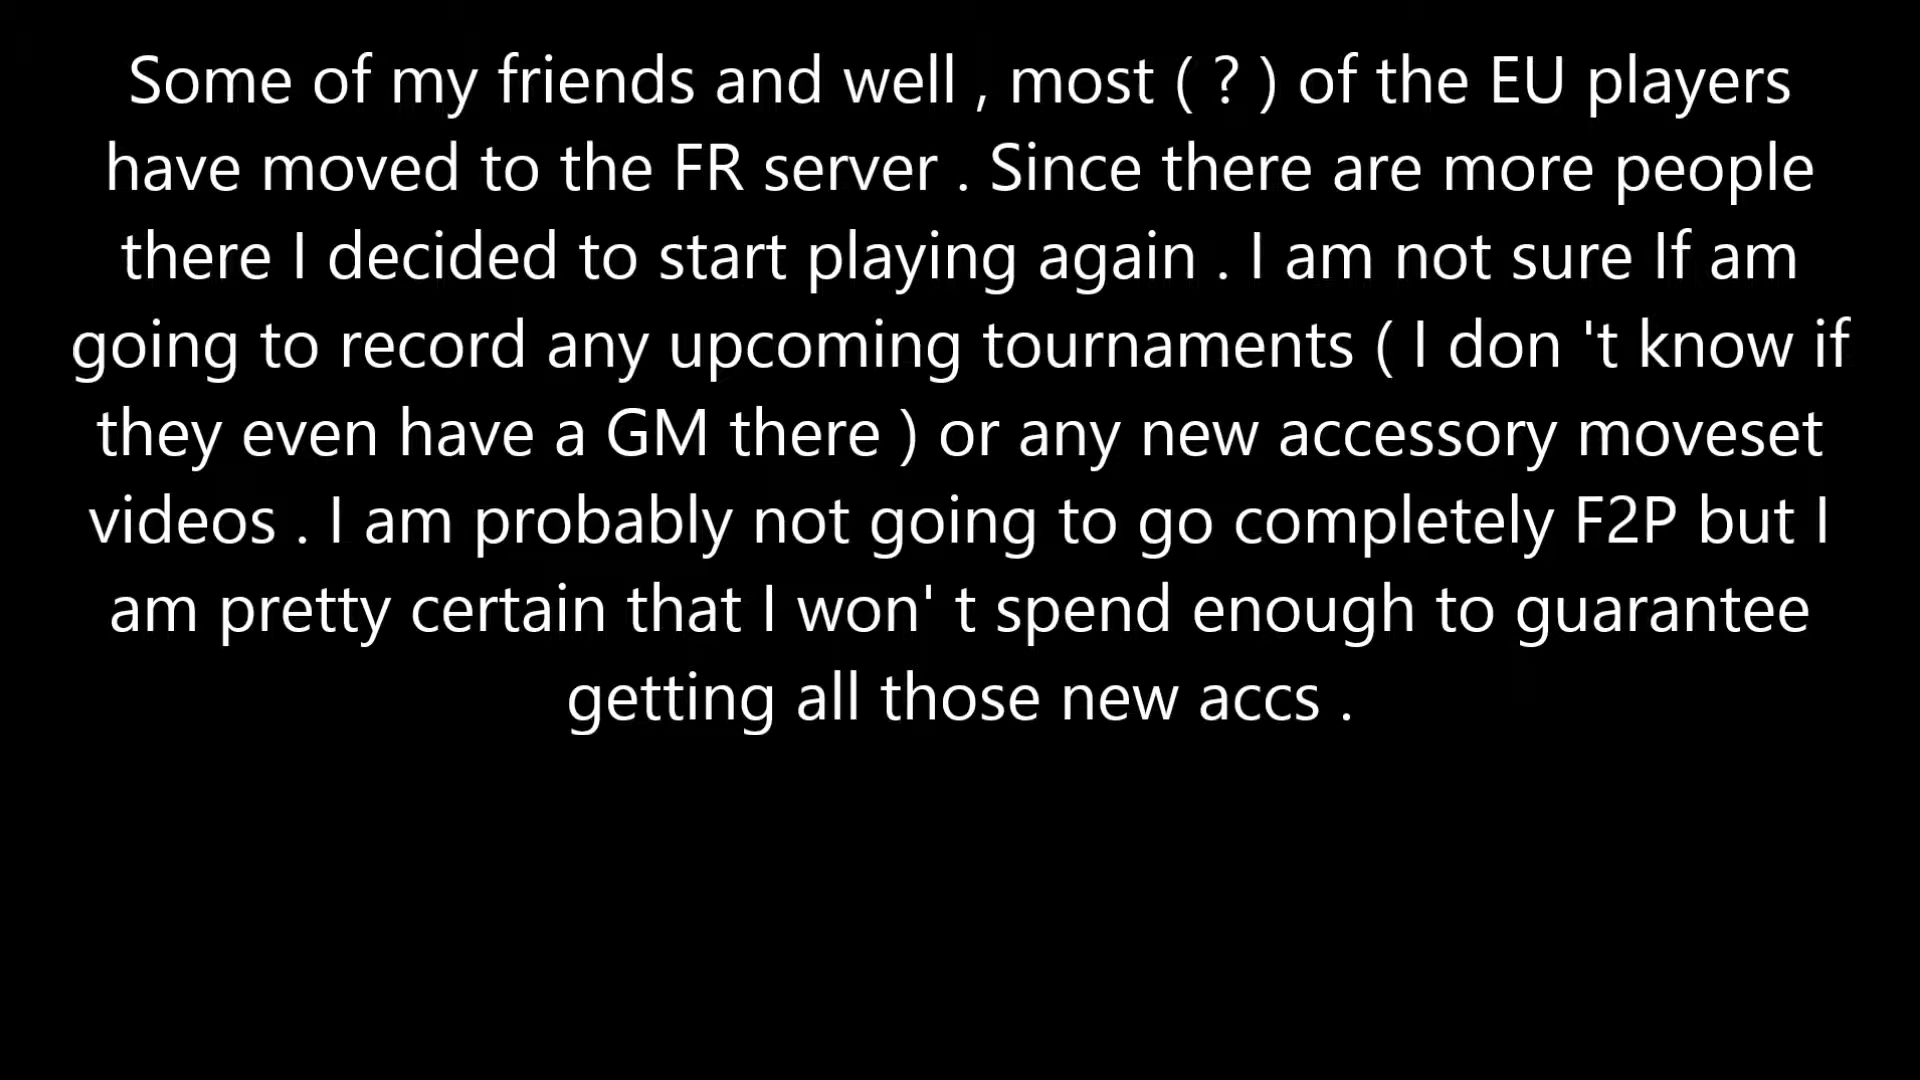 Some of my friends and well , most ( ? ) of the EU players
have moved to the FR server . Since there are more people
there I decided to start playing again . I am not sure If am
going to record any upcoming tournaments ( I don 't know if
they even have a GM there ) or any new accessory moveset
videos . I am probably not going to go completely F2P but I
am pretty certain that I won' t spend enough to guarantee
getting all those new accs .